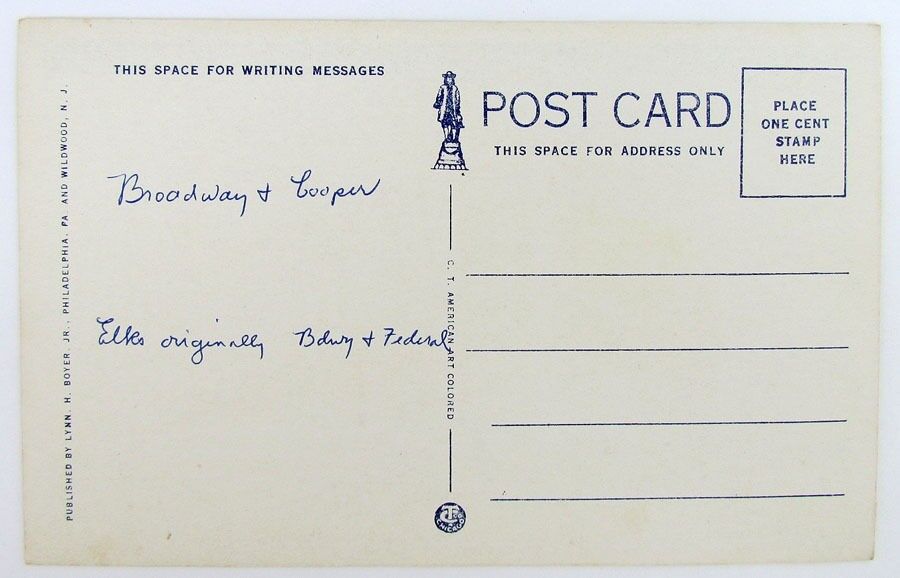 THIS SPACE FOR WRITING MESSAGES
Broadway + Cooper
Elks originally Bdwy + Federal
PUBLISHED BY LYNN H. BOYER, JR., PHILADELPHIA, PA. AND WILDWOOD, N. J.
POST CARD
THIS SPACE FOR ADDRESS ONLY
PLACE
ONE CENT
STAMP
HERE
C. T. AMERICAN ART COLORED